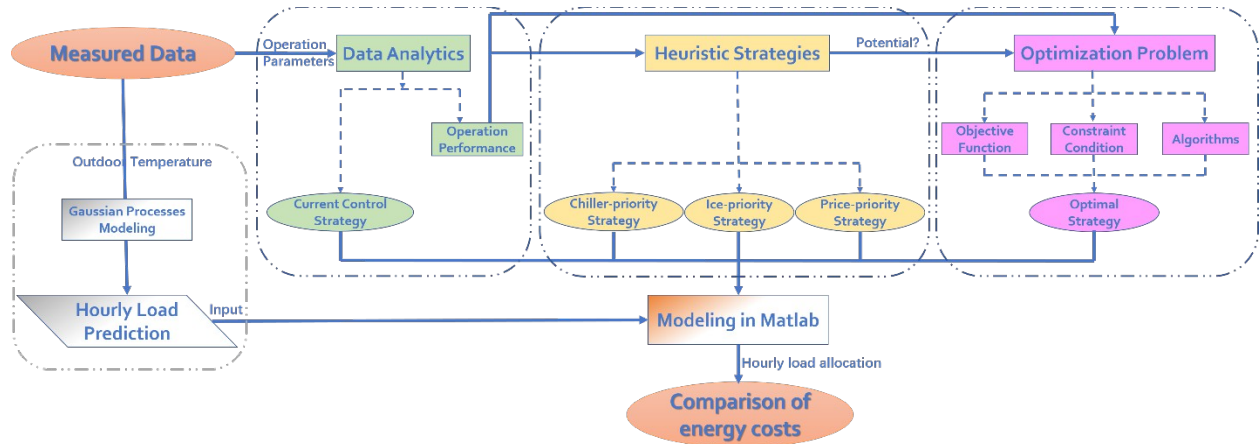 Measured Data
Operation
Parameters
Data Analytics
Heuristic Strategies
Potential?
Optimization Problem
Operation
Performance
Objective
Function
Constraint
Condition
Algorithms
Outdoor Temperature
Gaussian Processes
Modeling
Current Control
Strategy
Chiller-priority
Strategy
Ice-priority
Strategy
Price-priority
Strategy
Optimal
Strategy
Hourly Load
Prediction
Input
Modeling in Matlab
Hourly load allocation
Comparison of
energy costs